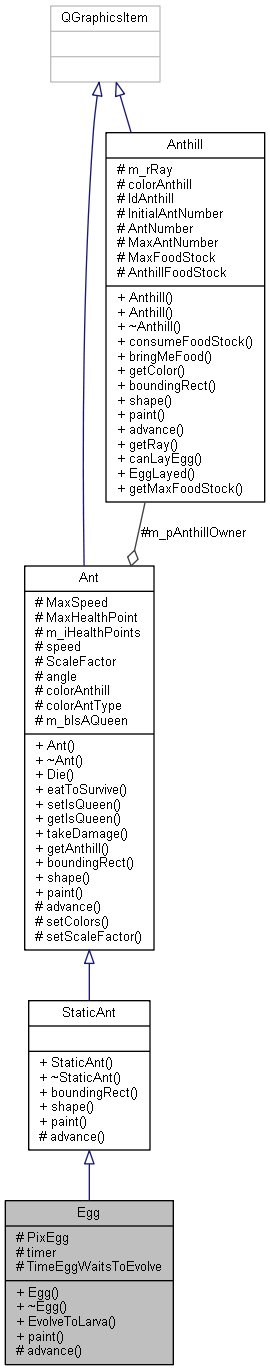 QGraphicsItem
Anthill
# m_rRay
# colorAnthill
# IdAnthill
# InitialAntNumber
# AntNumber
# MaxAntNumber
# MaxFoodStock
# AnthillFoodStock
+ Anthill()
+ Anthill()
+ ~Anthill()
+ consumeFoodStock()
+ bringMeFood()
+ getColor()
+ boundingRect()
+ shape()
+ paint()
+ advance()
+ getRay()
+ canLayEgg()
+ EggLayed()
+ getMaxFoodStock()
#m_pAnthillOwner
Ant
# MaxSpeed
# MaxHealthPoint
# m_iHealthPoints
# speed
# ScaleFactor
# angle
# colorAnthill
# colorAntType
# m_bIsAQueen
+ Ant()
+ ~Ant()
+ Die()
+ eatToSurvive()
+ setIsQueen()
+ getIsQueen()
+ takeDamage()
+ getAnthill()
+ boundingRect()
+ shape()
+ paint()
# advance()
# setColors()
# setScaleFactor()
StaticAnt
+ StaticAnt()
+ ~StaticAnt()
+ boundingRect()
+ shape()
+ paint()
# advance()
Egg
# PixEgg
# timer
# TimeEggWaitsToEvolve
+ Egg()
+ ~Egg()
+ EvolveToLarva()
+ paint()
# advance()